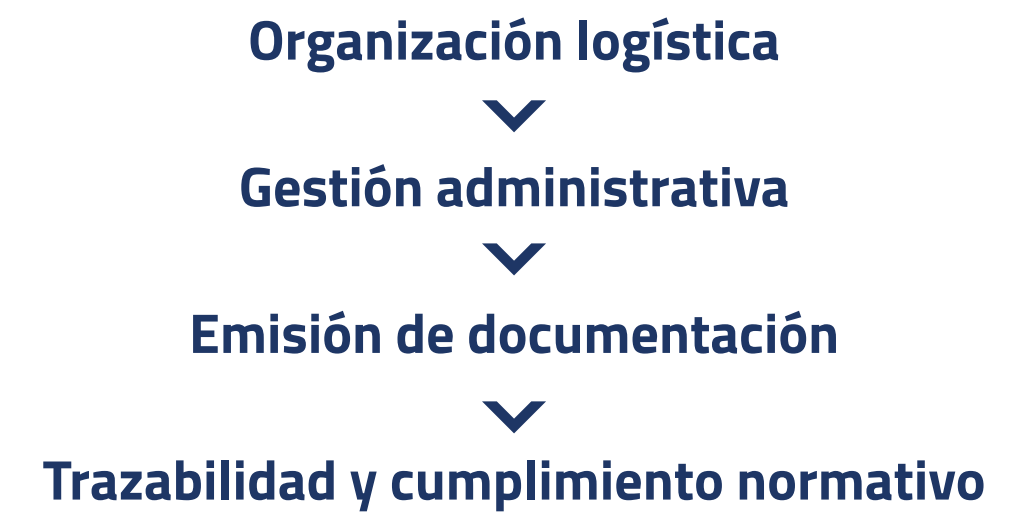 Organización logística
Gestión administrativa
Emisión de documentación
Trazabilidad y cumplimiento normativo